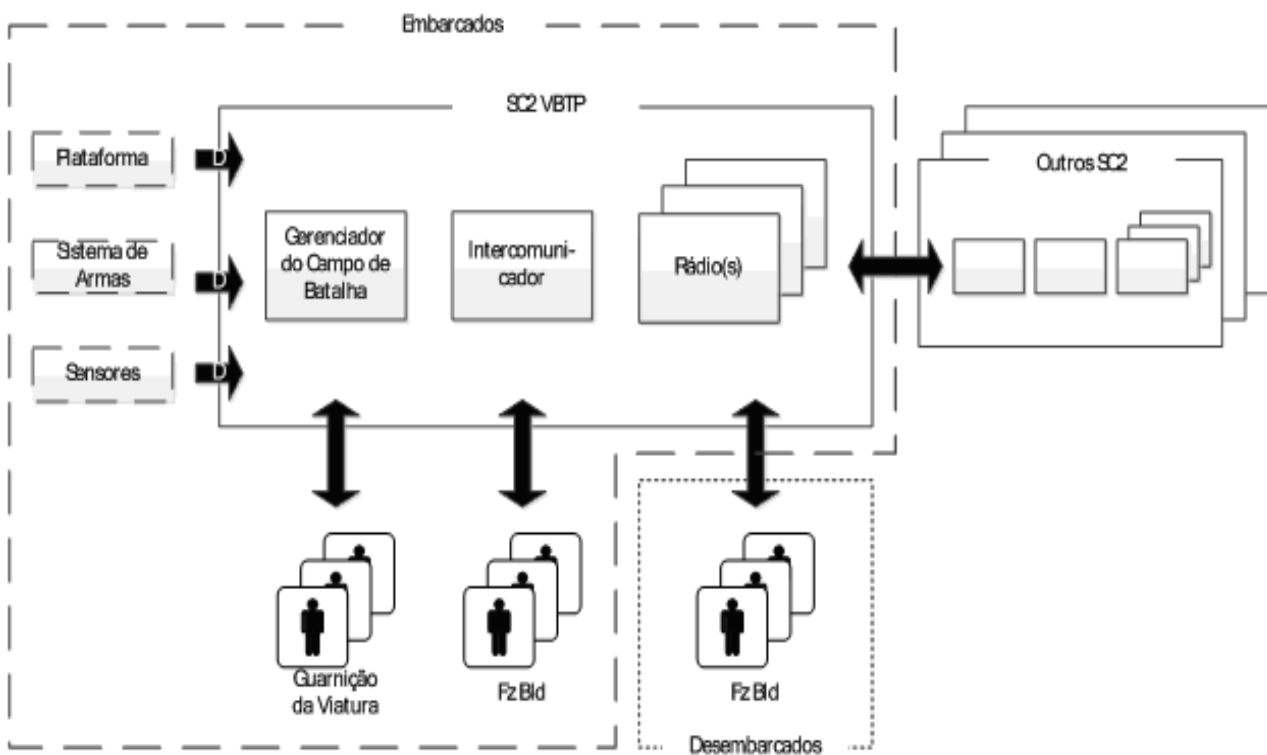 Embarcados
SC2 VBTP
Plataforma
D
Outros SC2
Sistema de
Armas
D
Gerenciador
do Campo de
Batalha
Intercomuni-
cador
Rádio(s)
Sensores
D
Guarnição
da Viatura
Fz Bld
Fz Bld
Desembarcados